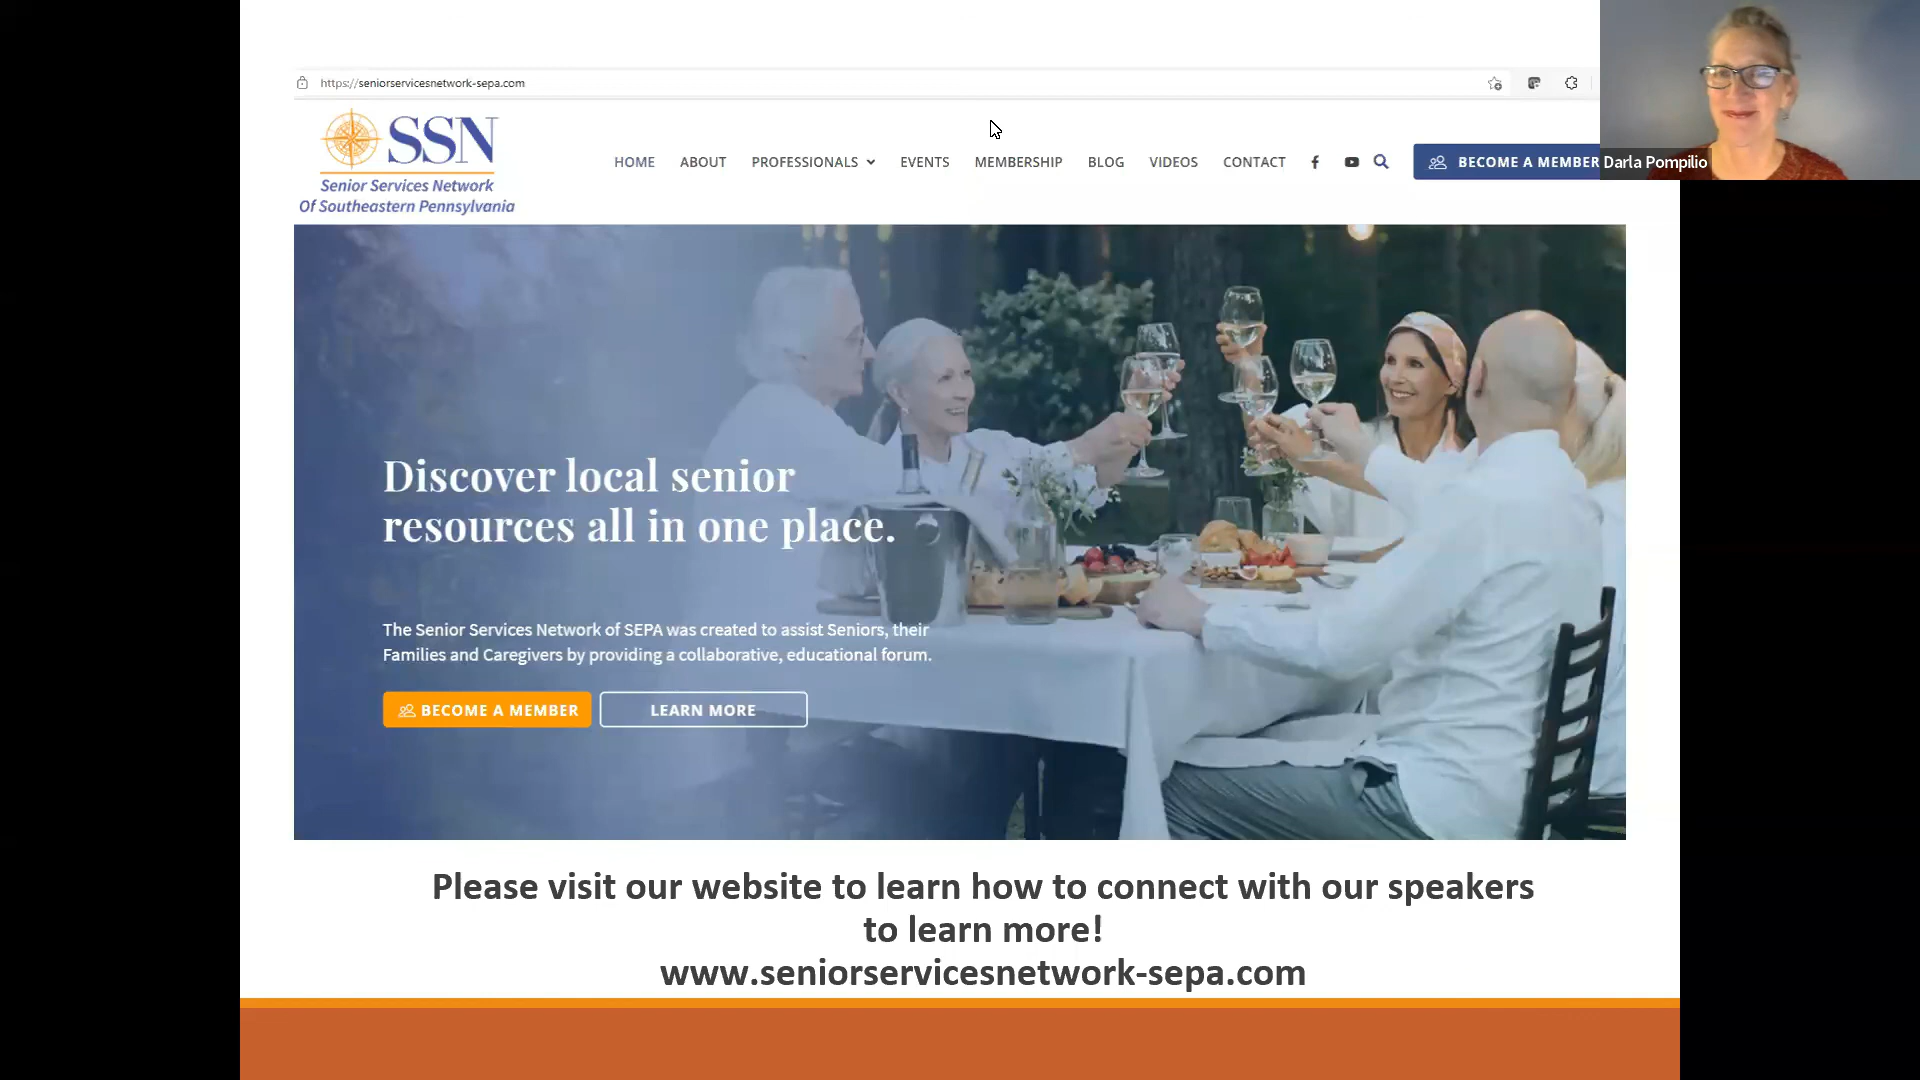 https://seniorservicesnetwork-sepa.com
SSN
Senior Services Network
Of Southeastern Pennsylvania
HOME ABOUT PROFESSIONALS EVENTS MEMBERSHIP BLOG VIDEOS CONTACT BECOME A MEMBER
Darla Pompilio
Discover local senior
resources all in one place.
The Senior Services Network of SEPA was created to assist Seniors, their
Families and Caregivers by providing a collaborative, educational forum.
BECOME A MEMBER LEARN MORE
Please visit our website to learn how to connect with our speakers
to learn more!
www.seniorservicesnetwork-sepa.com